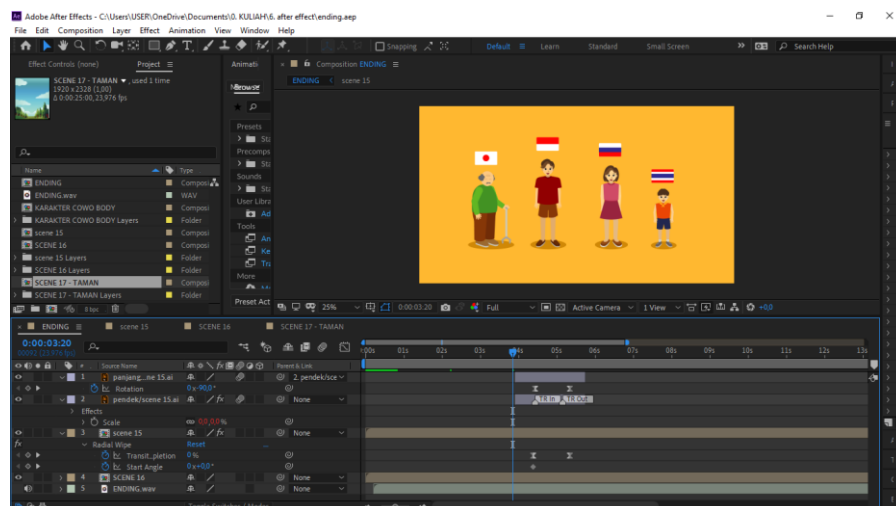 Adobe After Effects - C:\Users\USER\OneDrive\Documents\0. KULIAH\6. after effect\ending.aep
File Edit Composition Layer Effect Animation View Window Help
Snapping Default Learn Standard Small Screen Search Help
Effect Controls (none) Project Animati Composition ENDING
SCENE 17 - TAMAN , used 1 time
1920 x 2328 (1,00)
Δ 0:00:25:00, 23,976 fps
ENDING scene 15
Presets
Precomps
Sounds
User Libra
Tools
More
Preset Act
Name Type
ENDING Composi
ENDING.wav WAV
KARAKTER COWO BODY Composi
KARAKTER COWO BODY Layers Folder
scene 15 Composi
SCENE 16 Composi
scene 15 Layers Folder
SCENE 16 Layers Folder
SCENE 17 - TAMAN Composi
SCENE 17 - TAMAN Layers Folder
8 bpc
25% 0:00:03:20 Full Active Camera 1 View +0,0
ENDING scene 15 SCENE 16 SCENE 17 - TAMAN
0:00:03:20
00092 (23.976 fps)
:00s 01s 02s 03s 04s 05s 06s 07s 08s 09s 10s 11s 12s 13s
# Source Name Parent & Link
1 panjang...ne 15.ai 2. pendek/sce
Rotation 0x-90,0°
2 pendek/scene 15.ai None TR In TR Out
Effects
Scale 0,0,0,0%
3 scene 15 None
Radial Wipe Reset
Transit..pletion 0%
Start Angle 0x+0,0°
4 SCENE 16 None
5 ENDING.wav None
Toggle Switches / Modes